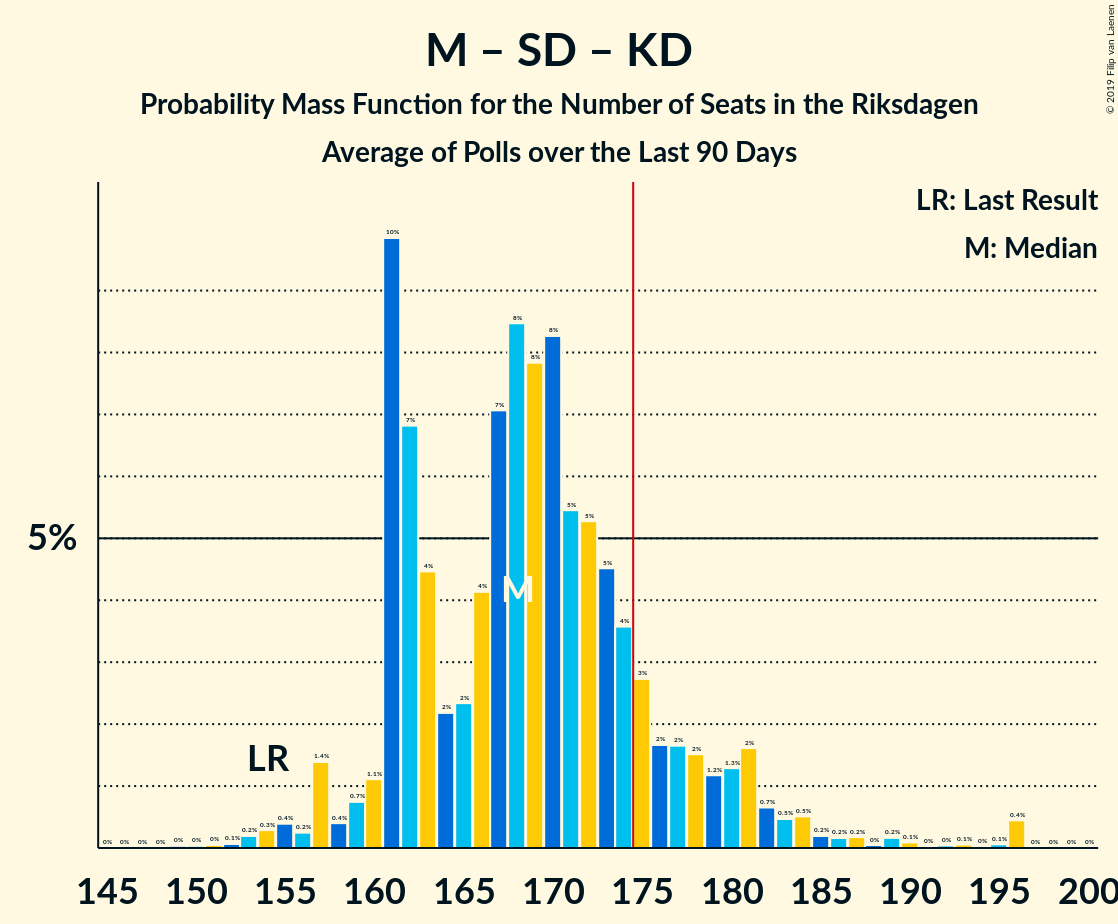 M – SD – KD
Probability Mass Function for the Number of Seats in the Riksdagen
Average of Polls over the Last 90 Days
© 2019 Filip van Laenen
LR: Last Result
M: Median
5%
LR
M
0% 0% 0% 0% 0% 0% 0% 0.1% 0.2% 0.3% 0.4% 0.2% 1.4% 0.4% 0.7% 1.1% 10% 7% 4% 2% 2% 4% 7% 8% 8% 8% 5% 5% 5% 4% 3% 2% 2% 2% 1.2% 1.3% 2% 0.7% 0.5% 0.5% 0.2% 0.2% 0.2% 0% 0.2% 0.1% 0% 0% 0.1% 0% 0.1% 0.4% 0% 0% 0% 0%
145 150 155 160 165 170 175 180 185 190 195 200